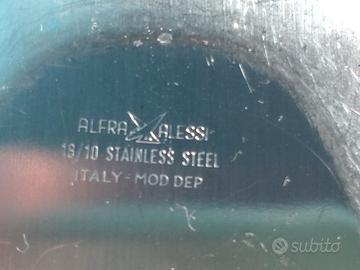 ALFRA ALESSI
18/10 STAINLESS STEEL
ITALY - MOD DEP
subito